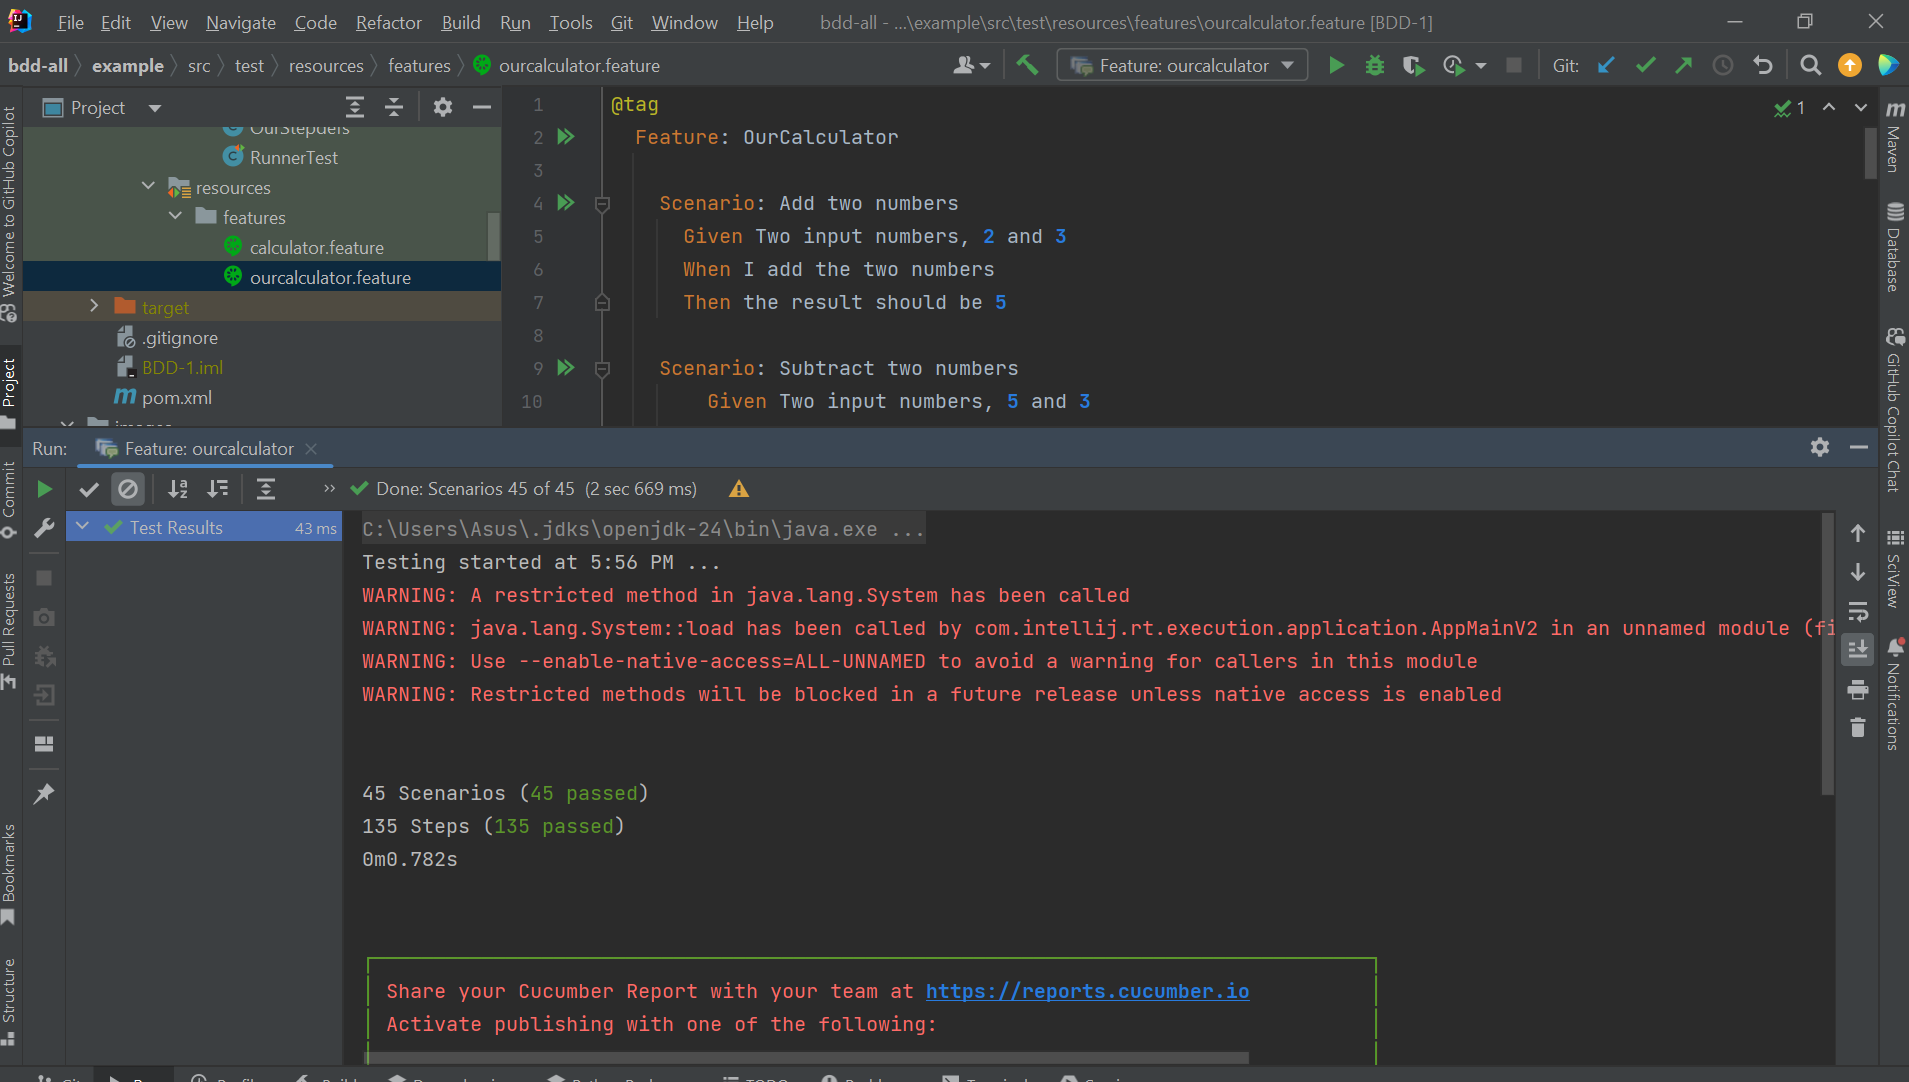 File Edit View Navigate Code Refactor Build Run Tools Git Window Help bdd-all - ...\example\src\test\resources\features\ourcalculator.feature [BDD-1]
bdd-all example src test resources features ourcalculator.feature Feature: ourcalculator Git:
Project
OurStepdefs
RunnerTest
resources
features
calculator.feature
ourcalculator.feature
target
.gitignore
BDD-1.iml
pom.xml
images
1 @tag
2 Feature: OurCalculator
3
4 Scenario: Add two numbers
5 Given Two input numbers, 2 and 3
6 When I add the two numbers
7 Then the result should be 5
8
9 Scenario: Subtract two numbers
10 Given Two input numbers, 5 and 3
1
Welcome to GitHub Copilot
Project
Commit
Pull Requests
Bookmarks
Structure
Maven
Database
GitHub Copilot Chat
SciView
Notifications
Run: Feature: ourcalculator
Done: Scenarios 45 of 45 (2 sec 669 ms)
Test Results 43 ms
C:\Users\Asus\.jdks\openjdk-24\bin\java.exe ...
Testing started at 5:56 PM ...
WARNING: A restricted method in java.lang.System has been called
WARNING: java.lang.System::load has been called by com.intellij.rt.execution.application.AppMainV2 in an unnamed module (fi
WARNING: Use --enable-native-access=ALL-UNNAMED to avoid a warning for callers in this module
WARNING: Restricted methods will be blocked in a future release unless native access is enabled
45 Scenarios (45 passed)
135 Steps (135 passed)
0m0.782s
Share your Cucumber Report with your team at https://reports.cucumber.io
Activate publishing with one of the following: